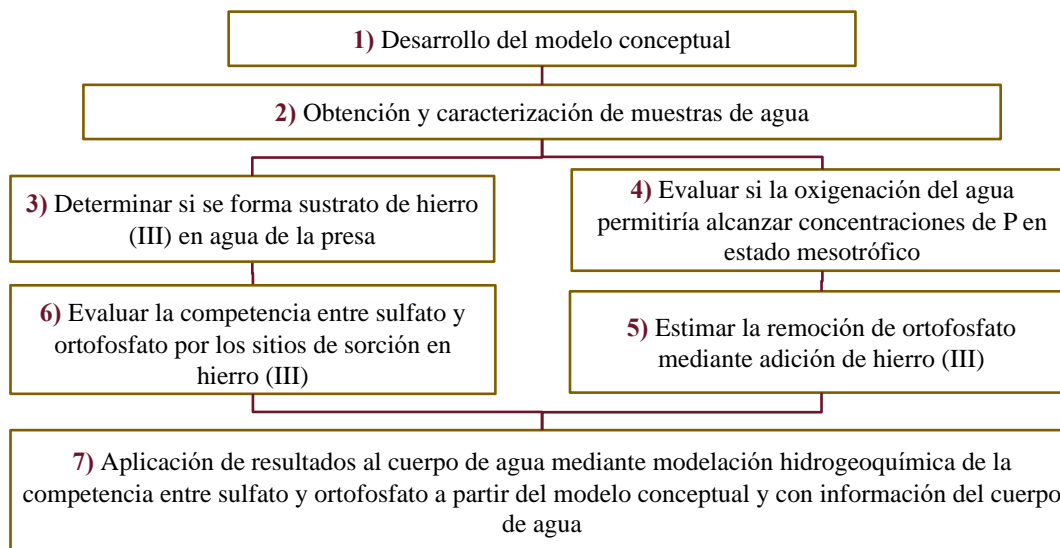 1) Desarrollo del modelo conceptual
2) Obtención y caracterización de muestras de agua
3) Determinar si se forma sustrato de hierro
(III) en agua de la presa
4) Evaluar si la oxigenación del agua
permitiría alcanzar concentraciones de P en
estado mesotrófico
6) Evaluar la competencia entre sulfato y
ortofosfato por los sitios de sorción en
hierro (III)
5) Estimar la remoción de ortofosfato
mediante adición de hierro (III)
7) Aplicación de resultados al cuerpo de agua mediante modelación hidrogeoquímica de la
competencia entre sulfato y ortofosfato a partir del modelo conceptual y con información del cuerpo
de agua